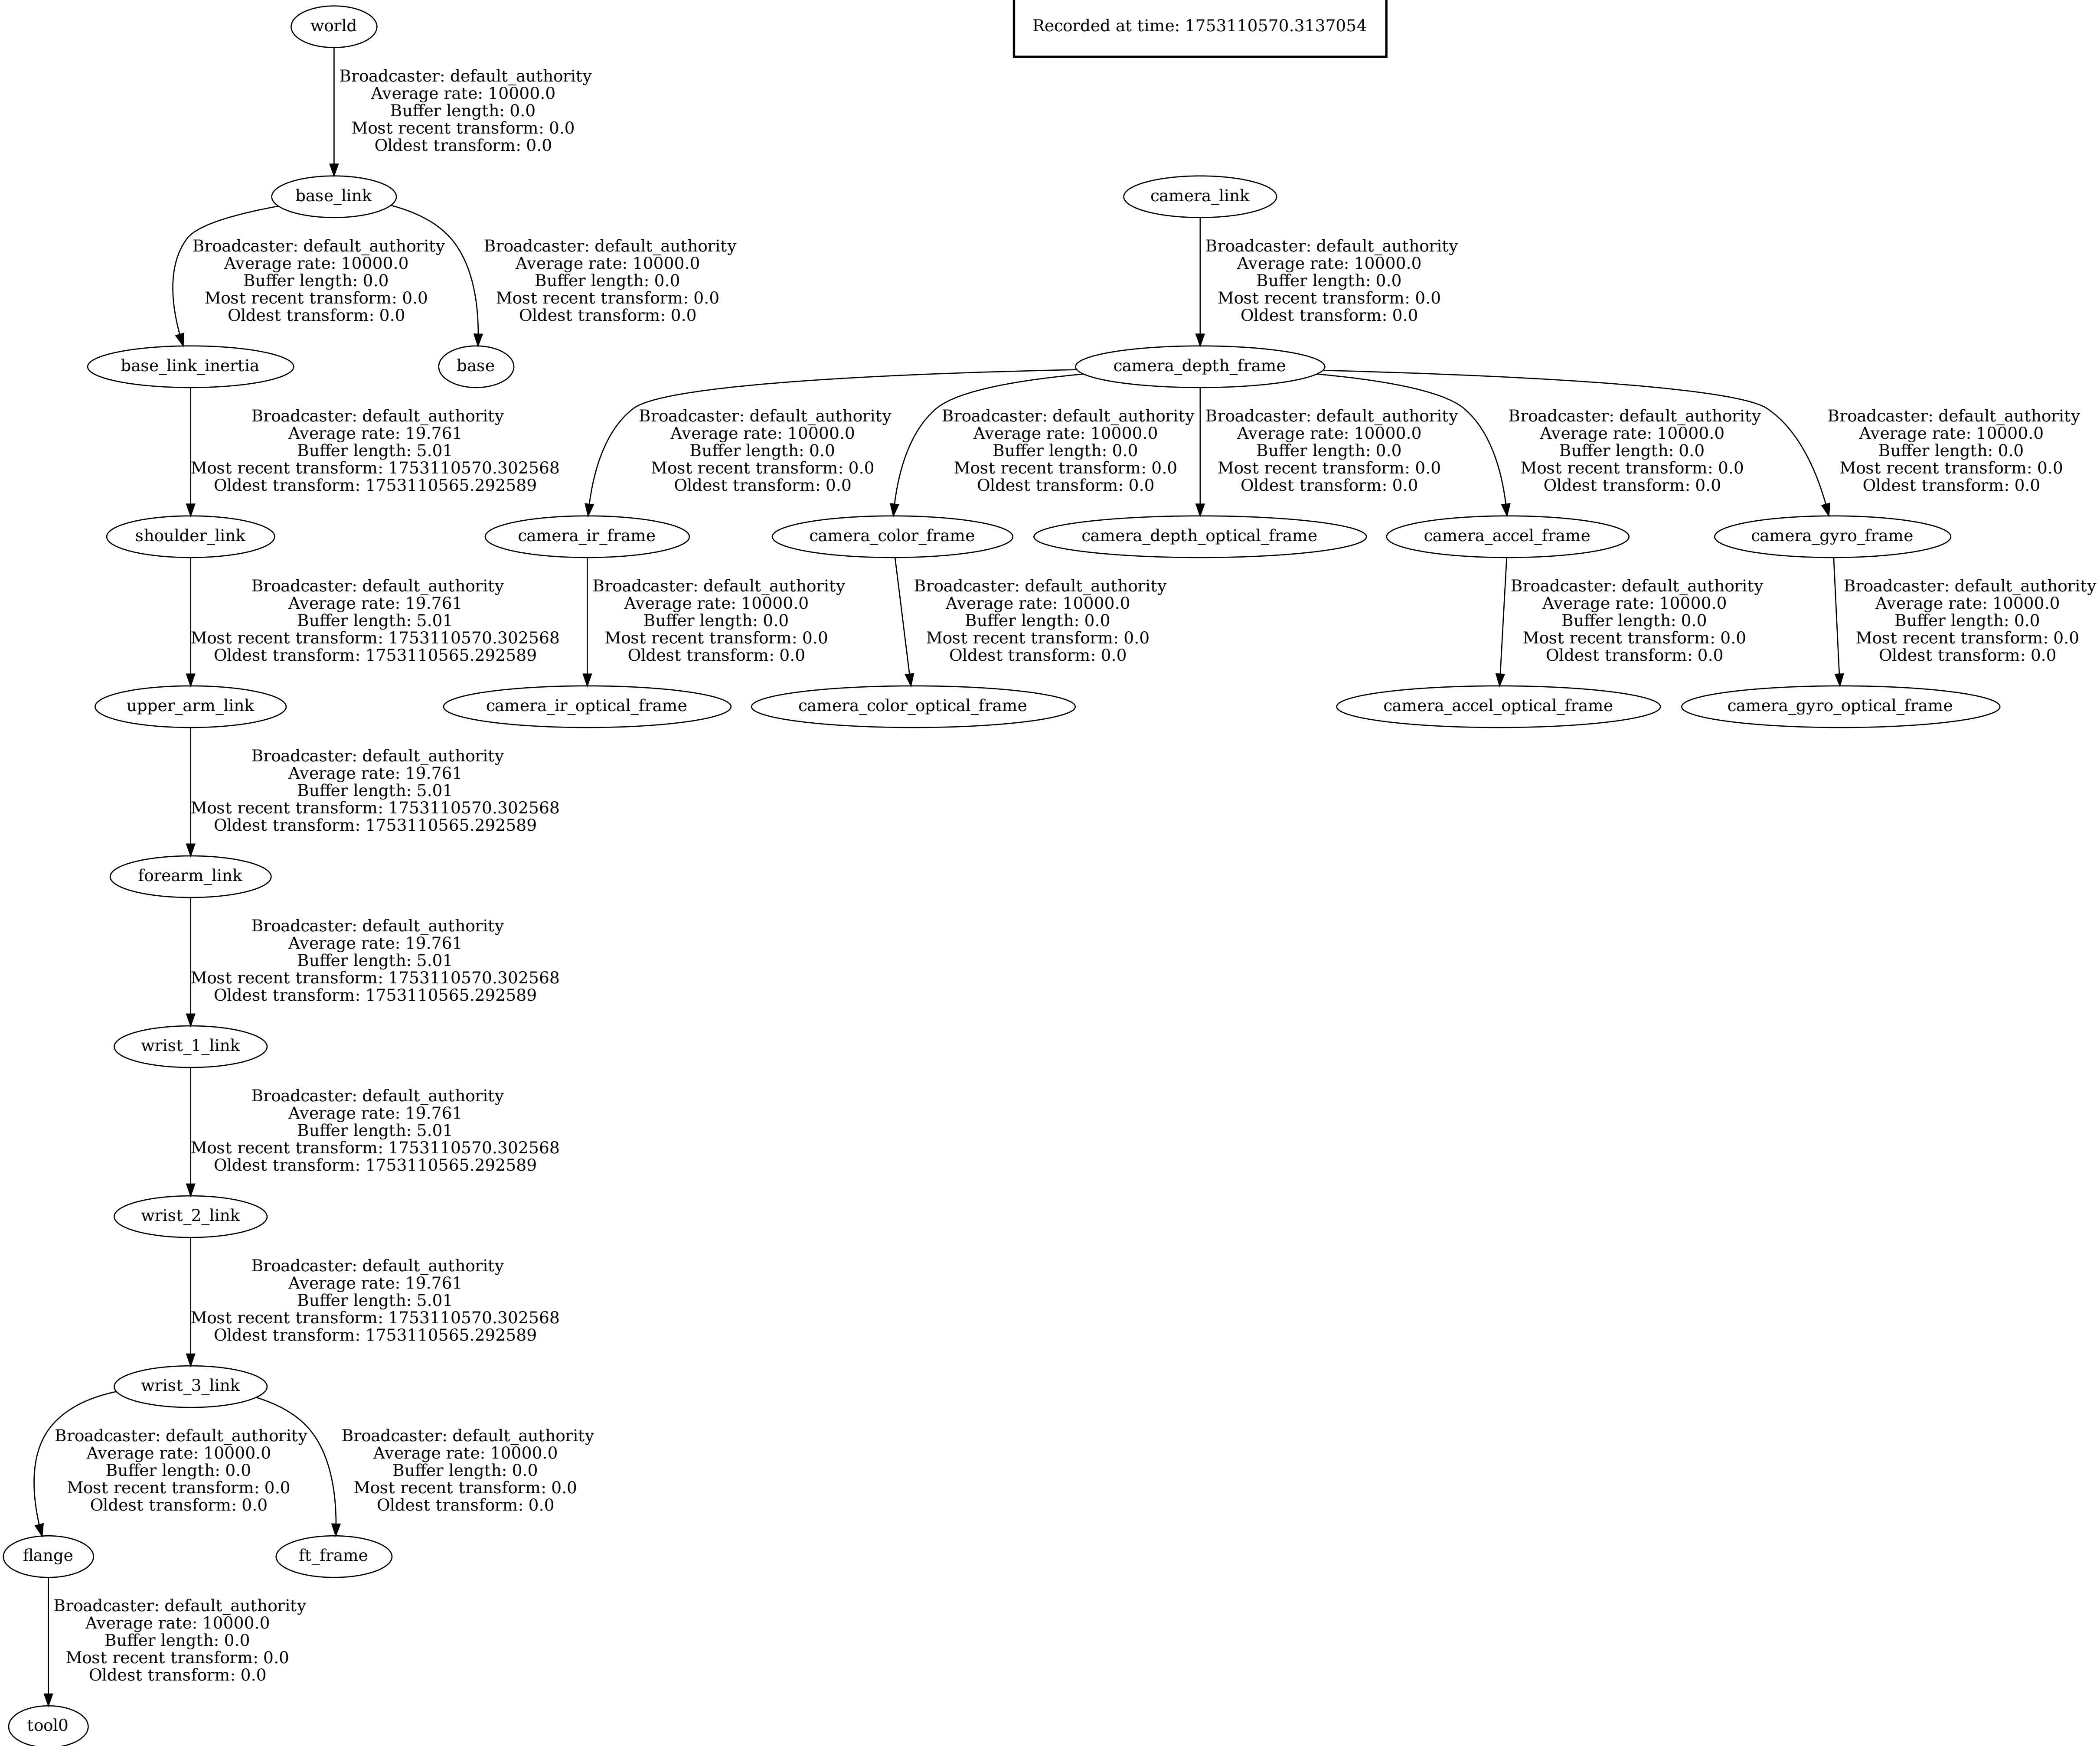 world
Recorded at time: 1753110570.3137054
Broadcaster: default_authority
Average rate: 10000.0
Buffer length: 0.0
Most recent transform: 0.0
Oldest transform: 0.0
base_link
camera_link
Broadcaster: default_authority
Average rate: 10000.0
Buffer length: 0.0
Most recent transform: 0.0
Oldest transform: 0.0
Broadcaster: default_authority
Average rate: 10000.0
Buffer length: 0.0
Most recent transform: 0.0
Oldest transform: 0.0
Broadcaster: default_authority
Average rate: 10000.0
Buffer length: 0.0
Most recent transform: 0.0
Oldest transform: 0.0
base_link_inertia
base
camera_depth_frame
Broadcaster: default_authority
Average rate: 19.761
Buffer length: 5.01
Most recent transform: 1753110570.302568
Oldest transform: 1753110565.292589
Broadcaster: default_authority
Average rate: 10000.0
Buffer length: 0.0
Most recent transform: 0.0
Oldest transform: 0.0
Broadcaster: default_authority
Average rate: 10000.0
Buffer length: 0.0
Most recent transform: 0.0
Oldest transform: 0.0
Broadcaster: default_authority
Average rate: 10000.0
Buffer length: 0.0
Most recent transform: 0.0
Oldest transform: 0.0
Broadcaster: default_authority
Average rate: 10000.0
Buffer length: 0.0
Most recent transform: 0.0
Oldest transform: 0.0
Broadcaster: default_authority
Average rate: 10000.0
Buffer length: 0.0
Most recent transform: 0.0
Oldest transform: 0.0
shoulder_link
camera_ir_frame
camera_color_frame
camera_depth_optical_frame
camera_accel_frame
camera_gyro_frame
Broadcaster: default_authority
Average rate: 19.761
Buffer length: 5.01
Most recent transform: 1753110570.302568
Oldest transform: 1753110565.292589
Broadcaster: default_authority
Average rate: 10000.0
Buffer length: 0.0
Most recent transform: 0.0
Oldest transform: 0.0
Broadcaster: default_authority
Average rate: 10000.0
Buffer length: 0.0
Most recent transform: 0.0
Oldest transform: 0.0
Broadcaster: default_authority
Average rate: 10000.0
Buffer length: 0.0
Most recent transform: 0.0
Oldest transform: 0.0
Broadcaster: default_authority
Average rate: 10000.0
Buffer length: 0.0
Most recent transform: 0.0
Oldest transform: 0.0
upper_arm_link
camera_ir_optical_frame
camera_color_optical_frame
camera_accel_optical_frame
camera_gyro_optical_frame
Broadcaster: default_authority
Average rate: 19.761
Buffer length: 5.01
Most recent transform: 1753110570.302568
Oldest transform: 1753110565.292589
forearm_link
Broadcaster: default_authority
Average rate: 19.761
Buffer length: 5.01
Most recent transform: 1753110570.302568
Oldest transform: 1753110565.292589
wrist_1_link
Broadcaster: default_authority
Average rate: 19.761
Buffer length: 5.01
Most recent transform: 1753110570.302568
Oldest transform: 1753110565.292589
wrist_2_link
Broadcaster: default_authority
Average rate: 19.761
Buffer length: 5.01
Most recent transform: 1753110570.302568
Oldest transform: 1753110565.292589
wrist_3_link
Broadcaster: default_authority
Average rate: 10000.0
Buffer length: 0.0
Most recent transform: 0.0
Oldest transform: 0.0
Broadcaster: default_authority
Average rate: 10000.0
Buffer length: 0.0
Most recent transform: 0.0
Oldest transform: 0.0
flange
ft_frame
Broadcaster: default_authority
Average rate: 10000.0
Buffer length: 0.0
Most recent transform: 0.0
Oldest transform: 0.0
tool0